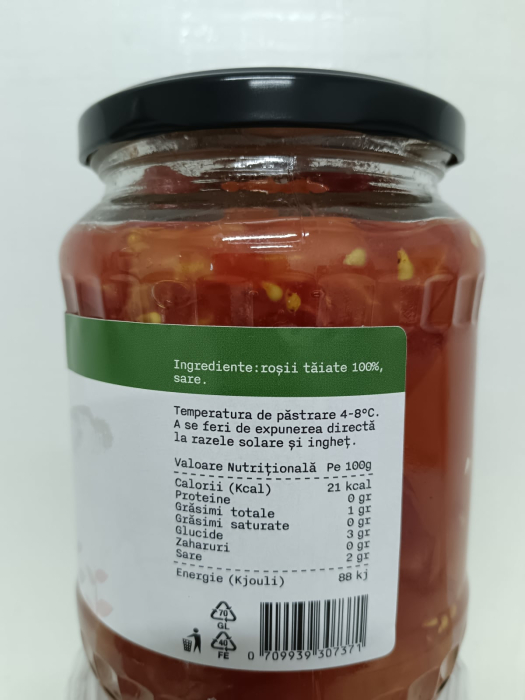 Ingrediente:roșii tăiate 100%,
sare.
Temperatura de păstrare 4-8°C.
A se feri de expunerea directă
la razele solare și ingheț.
Valoare Nutrițională Pe 100g
Calorii (Kcal) 21 kcal
Proteine 0 gr
Grăsimi totale 1 gr
Grăsimi saturate 0 gr
Glucide 3 gr
Zaharuri 0 gr
Sare 2 gr
Energie (Kjouli) 88 kj
70
GL
40
FE
0 709939 307371